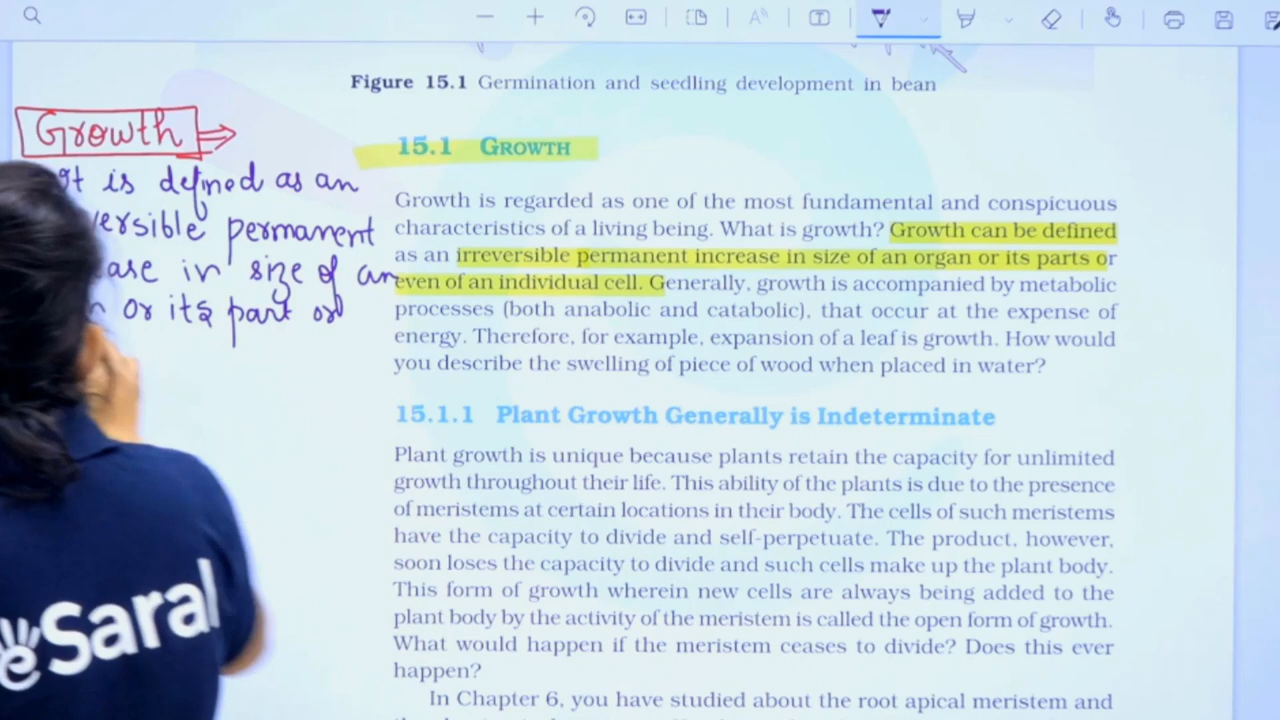 Figure 15.1 Germination and seedling development in bean
Growth
It is defined as an
ersible permanent
ase in size of an
or its part or
15.1 GROWTH
Growth is regarded as one of the most fundamental and conspicuous
characteristics of a living being. What is growth? Growth can be defined
as an irreversible permanent increase in size of an organ or its parts or
even of an individual cell. Generally, growth is accompanied by metabolic
processes (both anabolic and catabolic), that occur at the expense of
energy. Therefore, for example, expansion of a leaf is growth. How would
you describe the swelling of piece of wood when placed in water?
15.1.1 Plant Growth Generally is Indeterminate
Plant growth is unique because plants retain the capacity for unlimited
growth throughout their life. This ability of the plants is due to the presence
of meristems at certain locations in their body. The cells of such meristems
have the capacity to divide and self-perpetuate. The product, however,
soon loses the capacity to divide and such cells make up the plant body.
This form of growth wherein new cells are always being added to the
plant body by the activity of the meristem is called the open form of growth.
What would happen if the meristem ceases to divide? Does this ever
happen?
In Chapter 6, you have studied about the root apical meristem and
eSaral